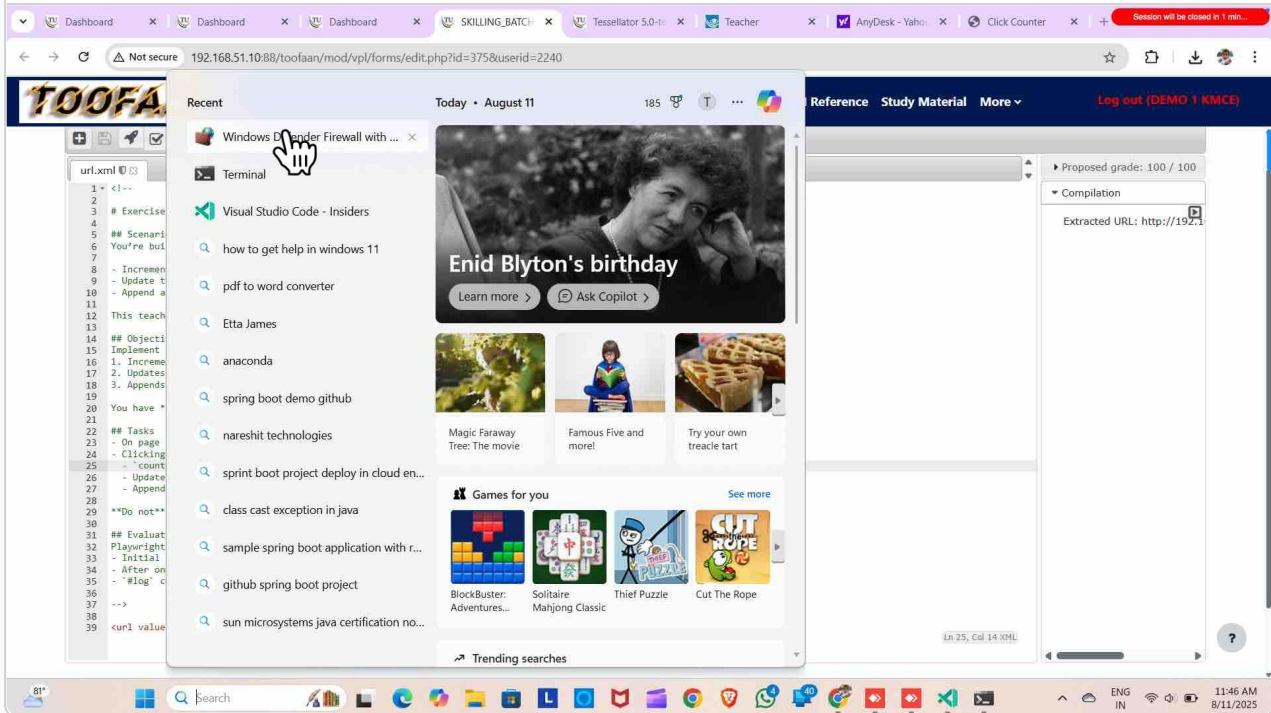 Dashboard
Dashboard
Dashboard
SKILLING_BATCH
Tessellator 5.0-te
Teacher
AnyDesk - Yahoo
Click Counter
Session will be closed in 1 min...
Not secure
192.168.51.10:88/toofaan/mod/vpl/forms/edit.php?id=375&userid=2240
TOOFA
Reference
Study Material
More
Log out (DEMO 1 KMCE)
url.xml
1 <!--
2
3 # Exercise
4
5 ## Scenari
6 You're bui
7
8 - Incremen
9 - Update t
10 - Append a
11
12 This teach
13
14 ## Objecti
15 Implement
16 1. Increme
17 2. Updates
18 3. Appends
19
20 You have *
21
22 ## Tasks
23 - On page
24 - Clicking
25 - `count
26 - Update
27 - Append
28
29 **Do not**
30
31 ## Evaluat
32 Playwright
33 - Initial
34 - After on
35 - `#log` c
36
37 -->
38
39 <url value
Recent
Windows Defender Firewall with ...
Terminal
Visual Studio Code - Insiders
how to get help in windows 11
pdf to word converter
Etta James
anaconda
spring boot demo github
nareshit technologies
sprint boot project deploy in cloud en...
class cast exception in java
sample spring boot application with r...
github spring boot project
sun microsystems java certification no...
Today • August 11
185
T
Enid Blyton's birthday
Learn more
Ask Copilot
Magic Faraway
Tree: The movie
Famous Five and
more!
Try your own
treacle tart
Games for you
See more
CUT THE ROPE
THIEF PUZZLE
BlockBuster:
Adventures...
Solitaire
Mahjong Classic
Thief Puzzle
Cut The Rope
Trending searches
Proposed grade: 100 / 100
Compilation
Extracted URL: http://192.1
Ln 25, Col 14 XML
?
81°
Search
L
4
40
ENG
IN
11:46 AM
8/11/2025